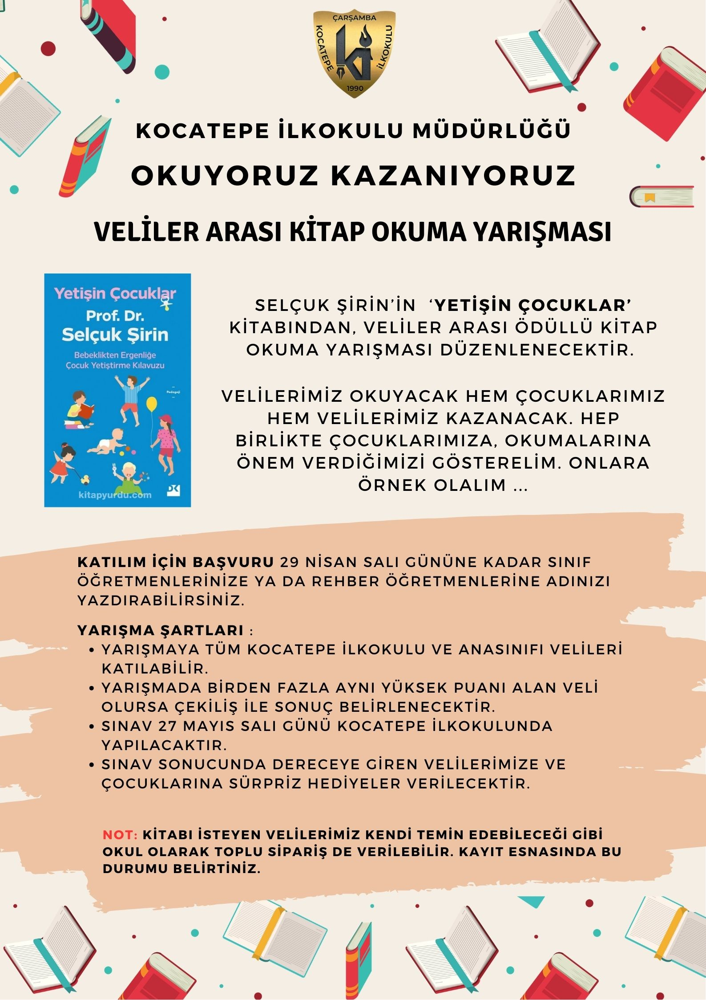 ÇARŞAMBA
KOCATEPE
İLKOKULU
Kİ
1990
KOCATEPE İLKOKULU MÜDÜRLÜĞÜ
OKUYORUZ KAZANIYORUZ
VELİLER ARASI KİTAP OKUMA YARIŞMASI
Yetişin Çocuklar
Prof. Dr.
Selçuk Şirin
Bebeklikten Ergenliğe
Çocuk Yetiştirme Kılavuzu
Pedagoji
DK
kitapyurdu.com
SELÇUK ŞİRİN’İN ‘YETİŞİN ÇOCUKLAR’
KİTABINDAN, VELİLER ARASI ÖDÜLLÜ KİTAP
OKUMA YARIŞMASI DÜZENLENECEKTİR.
VELİLERİMİZ OKUYACAK HEM ÇOCUKLARIMIZ
HEM VELİLERİMİZ KAZANACAK. HEP
BİRLİKTE ÇOCUKLARIMIZA, OKUMALARINA
ÖNEM VERDİĞİMİZİ GÖSTERELİM. ONLARA
ÖRNEK OLALIM ...
KATILIM İÇİN BAŞVURU 29 NİSAN SALI GÜNÜNE KADAR SINIF
ÖĞRETMENLERİNİZE YA DA REHBER ÖĞRETMENLERİNE ADINIZI
YAZDIRABİLİRSİNİZ.
YARIŞMA ŞARTLARI :
• YARIŞMAYA TÜM KOCATEPE İLKOKULU VE ANASINIFI VELİLERİ
KATILABİLİR.
• YARIŞMADA BİRDEN FAZLA AYNI YÜKSEK PUANI ALAN VELİ
OLURSA ÇEKİLİŞ İLE SONUÇ BELİRLENECEKTİR.
• SINAV 27 MAYIS SALI GÜNÜ KOCATEPE İLKOKULUNDA
YAPILACAKTIR.
• SINAV SONUCUNDA DERECEYE GİREN VELİLERİMİZE VE
ÇOCUKLARINA SÜRPRİZ HEDİYELER VERİLECEKTİR.
NOT: KİTABI İSTEYEN VELİLERİMİZ KENDİ TEMİN EDEBİLECEĞİ GİBİ
OKUL OLARAK TOPLU SİPARİŞ DE VERİLEBİLİR. KAYIT ESNASINDA BU
DURUMU BELİRTİNİZ.